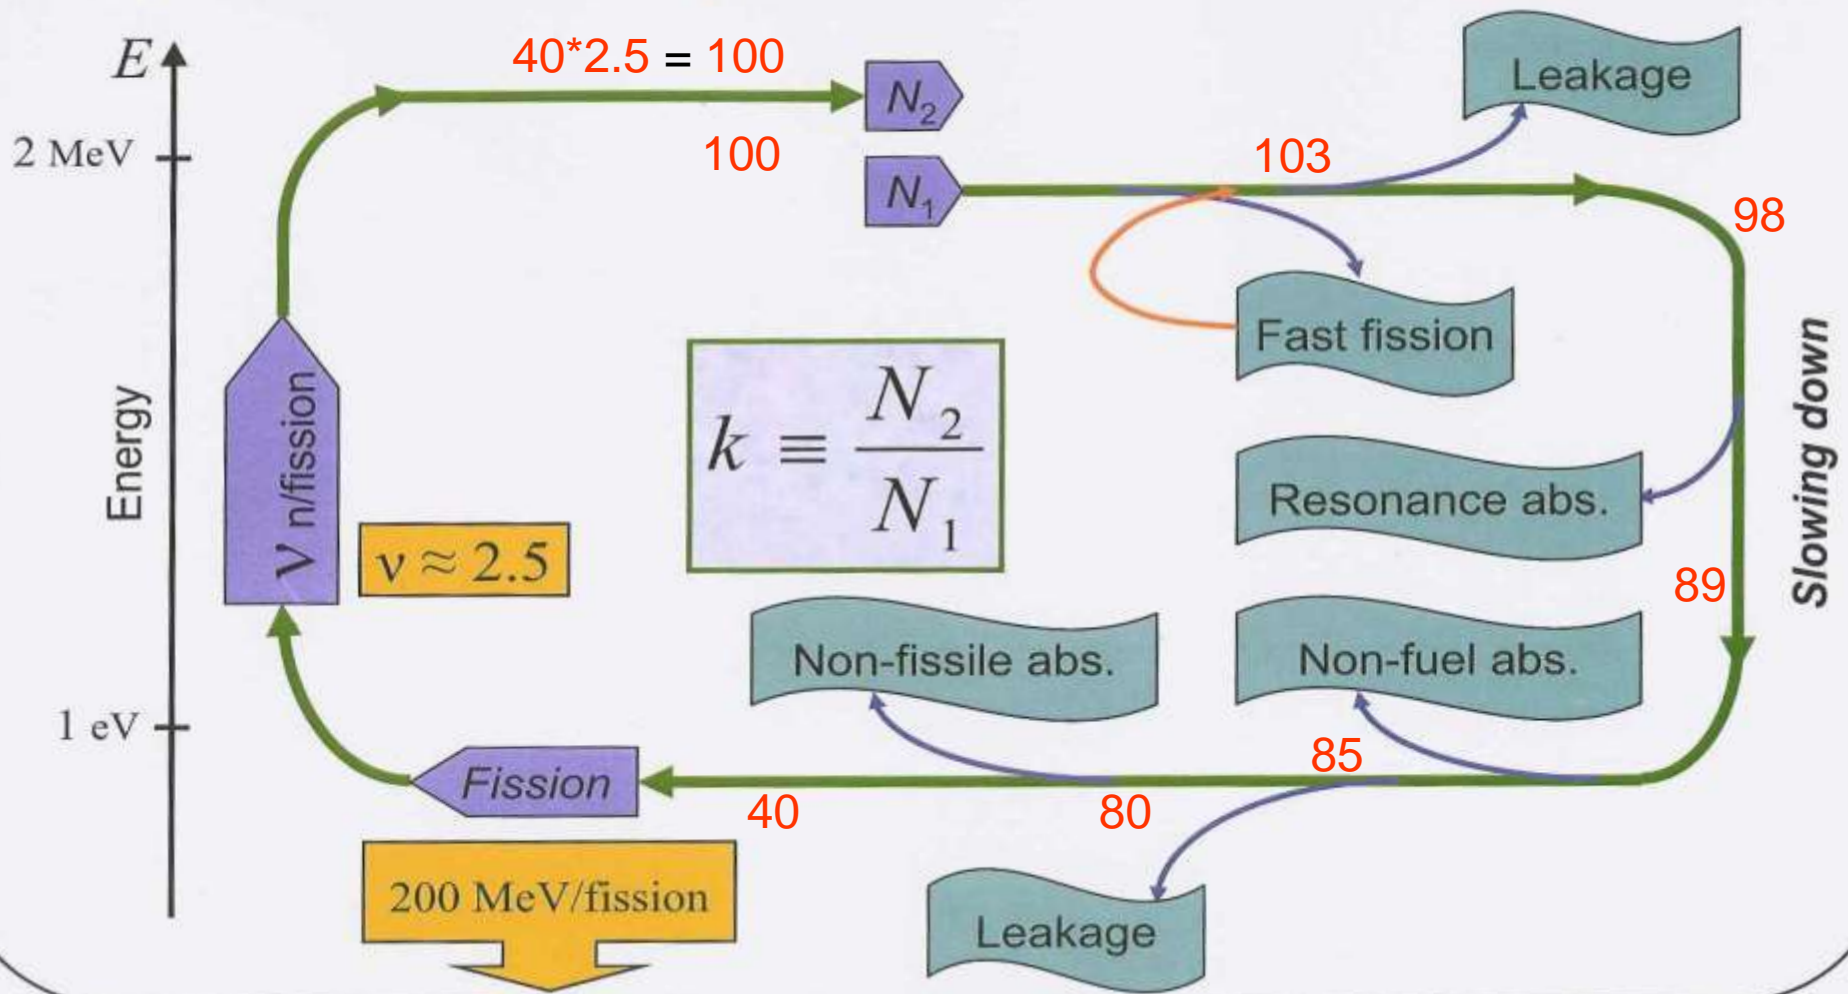 E
40*2.5 = 100
N₂
Leakage
2 MeV
100
N₁
103
98
Fast fission
Energy
ν n/fission
k ≡ N₂ / N₁
Slowing down
Resonance abs.
ν ≈ 2.5
89
Non-fissile abs.
Non-fuel abs.
1 eV
Fission
85
40
80
200 MeV/fission
Leakage